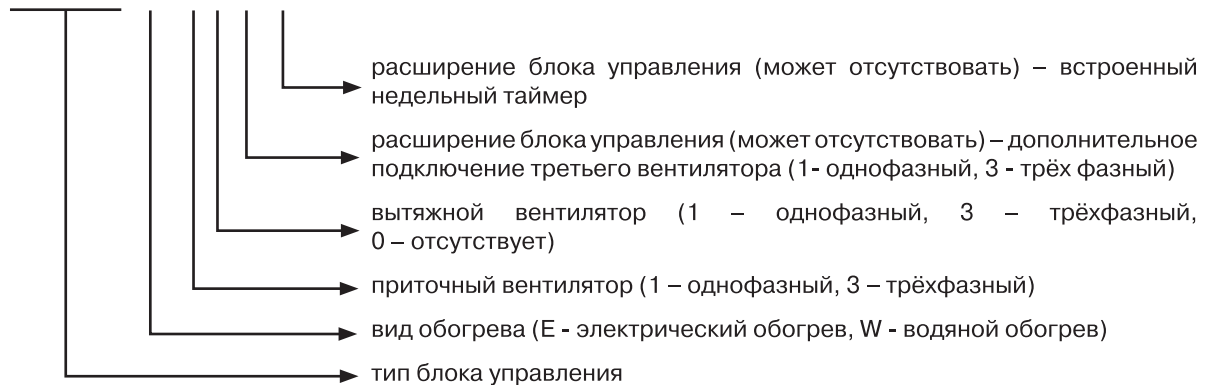 расширение блока управления (может отсутствовать) – встроенный
недельный таймер
расширение блока управления (может отсутствовать) – дополнительное
подключение третьего вентилятора (1- однофазный, 3 - трёх фазный)
вытяжной вентилятор (1 – однофазный, 3 – трёхфазный,
0 – отсутствует)
приточный вентилятор (1 – однофазный, 3 – трёхфазный)
вид обогрева (E - электрический обогрев, W - водяной обогрев)
тип блока управления